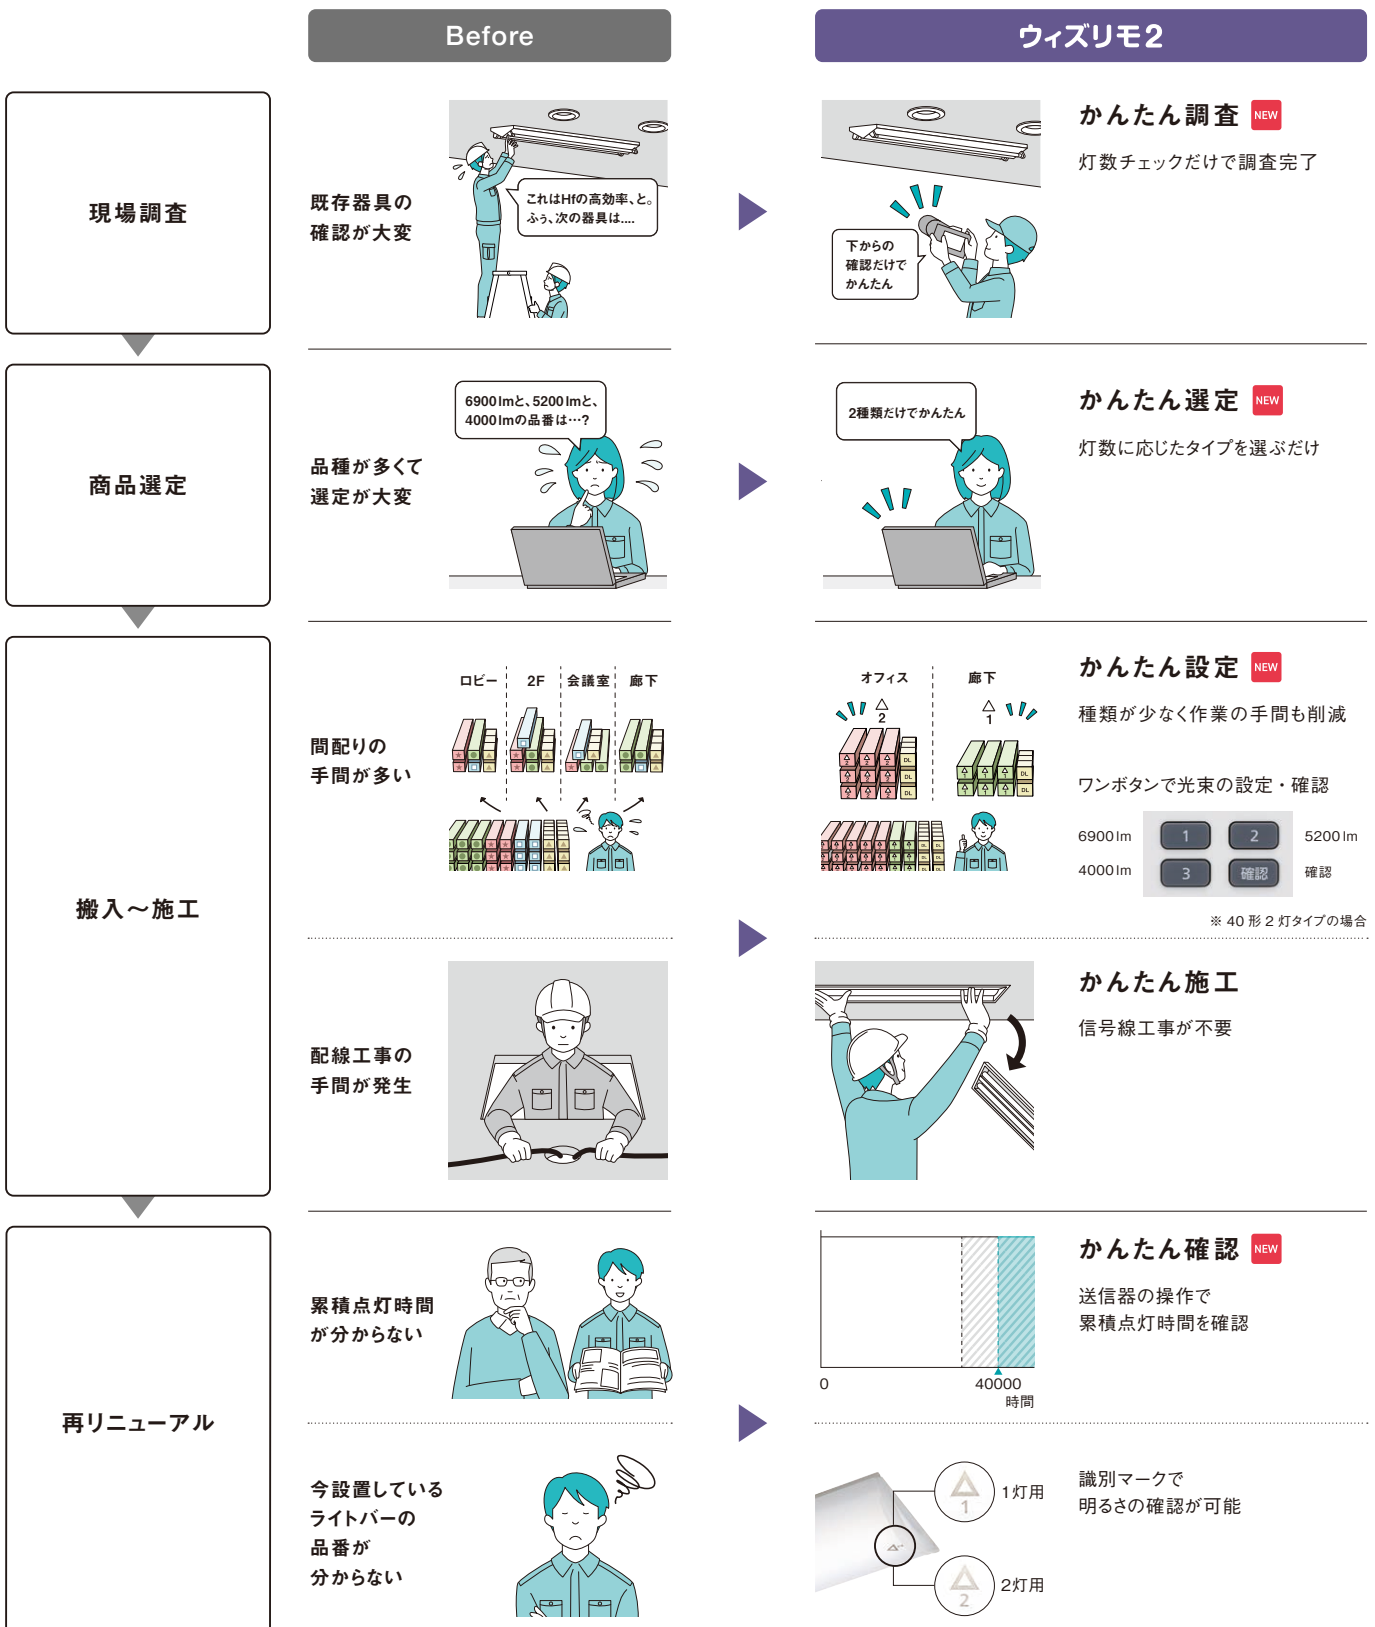 Before
ウィズリモ2
現場調査
既存器具の
確認が大変
これはHfの高効率、と。
ふぅ、次の器具は....
下からの
確認だけで
かんたん
かんたん調査 NEW
灯数チェックだけで調査完了
商品選定
品種が多くて
選定が大変
6900lmと、5200lmと、
4000lmの品番は…?
2種類だけでかんたん
かんたん選定 NEW
灯数に応じたタイプを選ぶだけ
搬入～施工
間配りの
手間が多い
ロビー 2F 会議室 廊下
オフィス 廊下
2 1
かんたん設定 NEW
種類が少なく作業の手間も削減
ワンボタンで光束の設定・確認
6900lm 1 2 5200lm
4000lm 3 確認 確認
※ 40形2灯タイプの場合
配線工事の
手間が発生
かんたん施工
信号線工事が不要
再リニューアル
累積点灯時間
が分からない
0 40000
時間
かんたん確認 NEW
送信器の操作で
累積点灯時間を確認
今設置している
ライトバーの
品番が
分からない
1 1灯用
2 2灯用
識別マークで
明るさの確認が可能